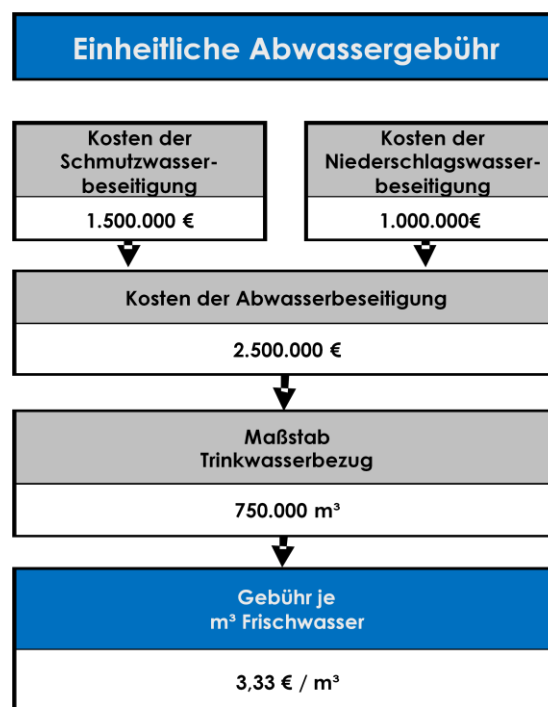 Einheitliche Abwassergebühr
Kosten der
Schmutzwasser-
beseitigung
1.500.000 €
Kosten der
Niederschlagswasser-
beseitigung
1.000.000€
Kosten der Abwasserbeseitigung
2.500.000 €
Maßstab
Trinkwasserbezug
750.000 m³
Gebühr je
m³ Frischwasser
3,33 € / m³